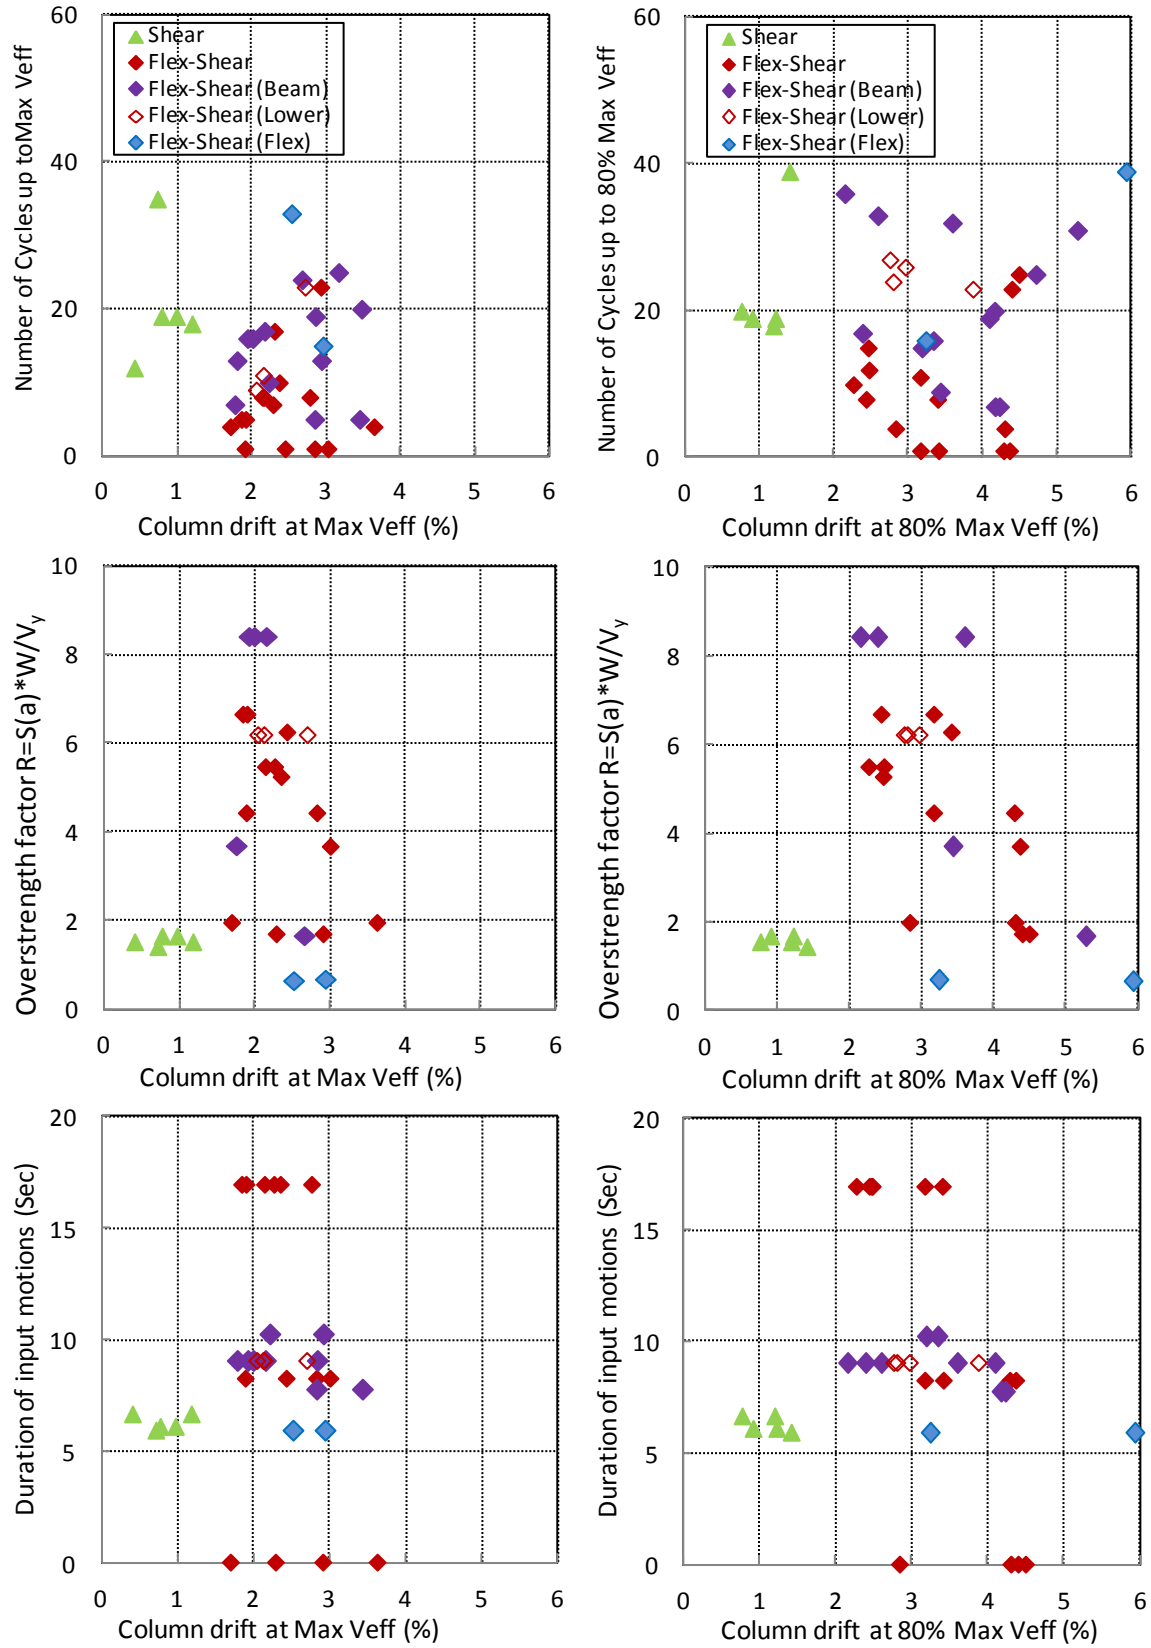 Number of Cycles up toMax Veff
60
40
20
0
Shear
Flex-Shear
Flex-Shear (Beam)
Flex-Shear (Lower)
Flex-Shear (Flex)
0 1 2 3 4 5 6
Column drift at Max Veff (%)
Number of Cycles up to 80% Max Veff
60
40
20
0
Shear
Flex-Shear
Flex-Shear (Beam)
Flex-Shear (Lower)
Flex-Shear (Flex)
0 1 2 3 4 5 6
Column drift at 80% Max Veff (%)
Overstrength factor R=S(a)*W/Vy
10
8
6
4
2
0
0 1 2 3 4 5 6
Column drift at Max Veff (%)
Overstrength factor R=S(a)*W/Vy
10
8
6
4
2
0
0 1 2 3 4 5 6
Column drift at 80% Max Veff (%)
Duration of input motions (Sec)
20
15
10
5
0
0 1 2 3 4 5 6
Column drift at Max Veff (%)
Duration of input motions (Sec)
20
15
10
5
0
0 1 2 3 4 5 6
Column drift at 80% Max Veff (%)